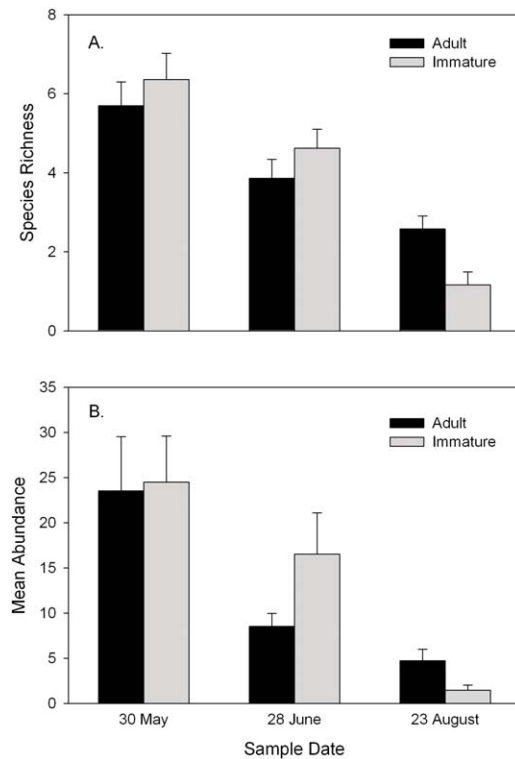 A.
Adult
Immature
Species Richness
8
6
4
2
0
B.
Adult
Immature
Mean Abundance
35
30
25
20
15
10
5
0
30 May
28 June
23 August
Sample Date